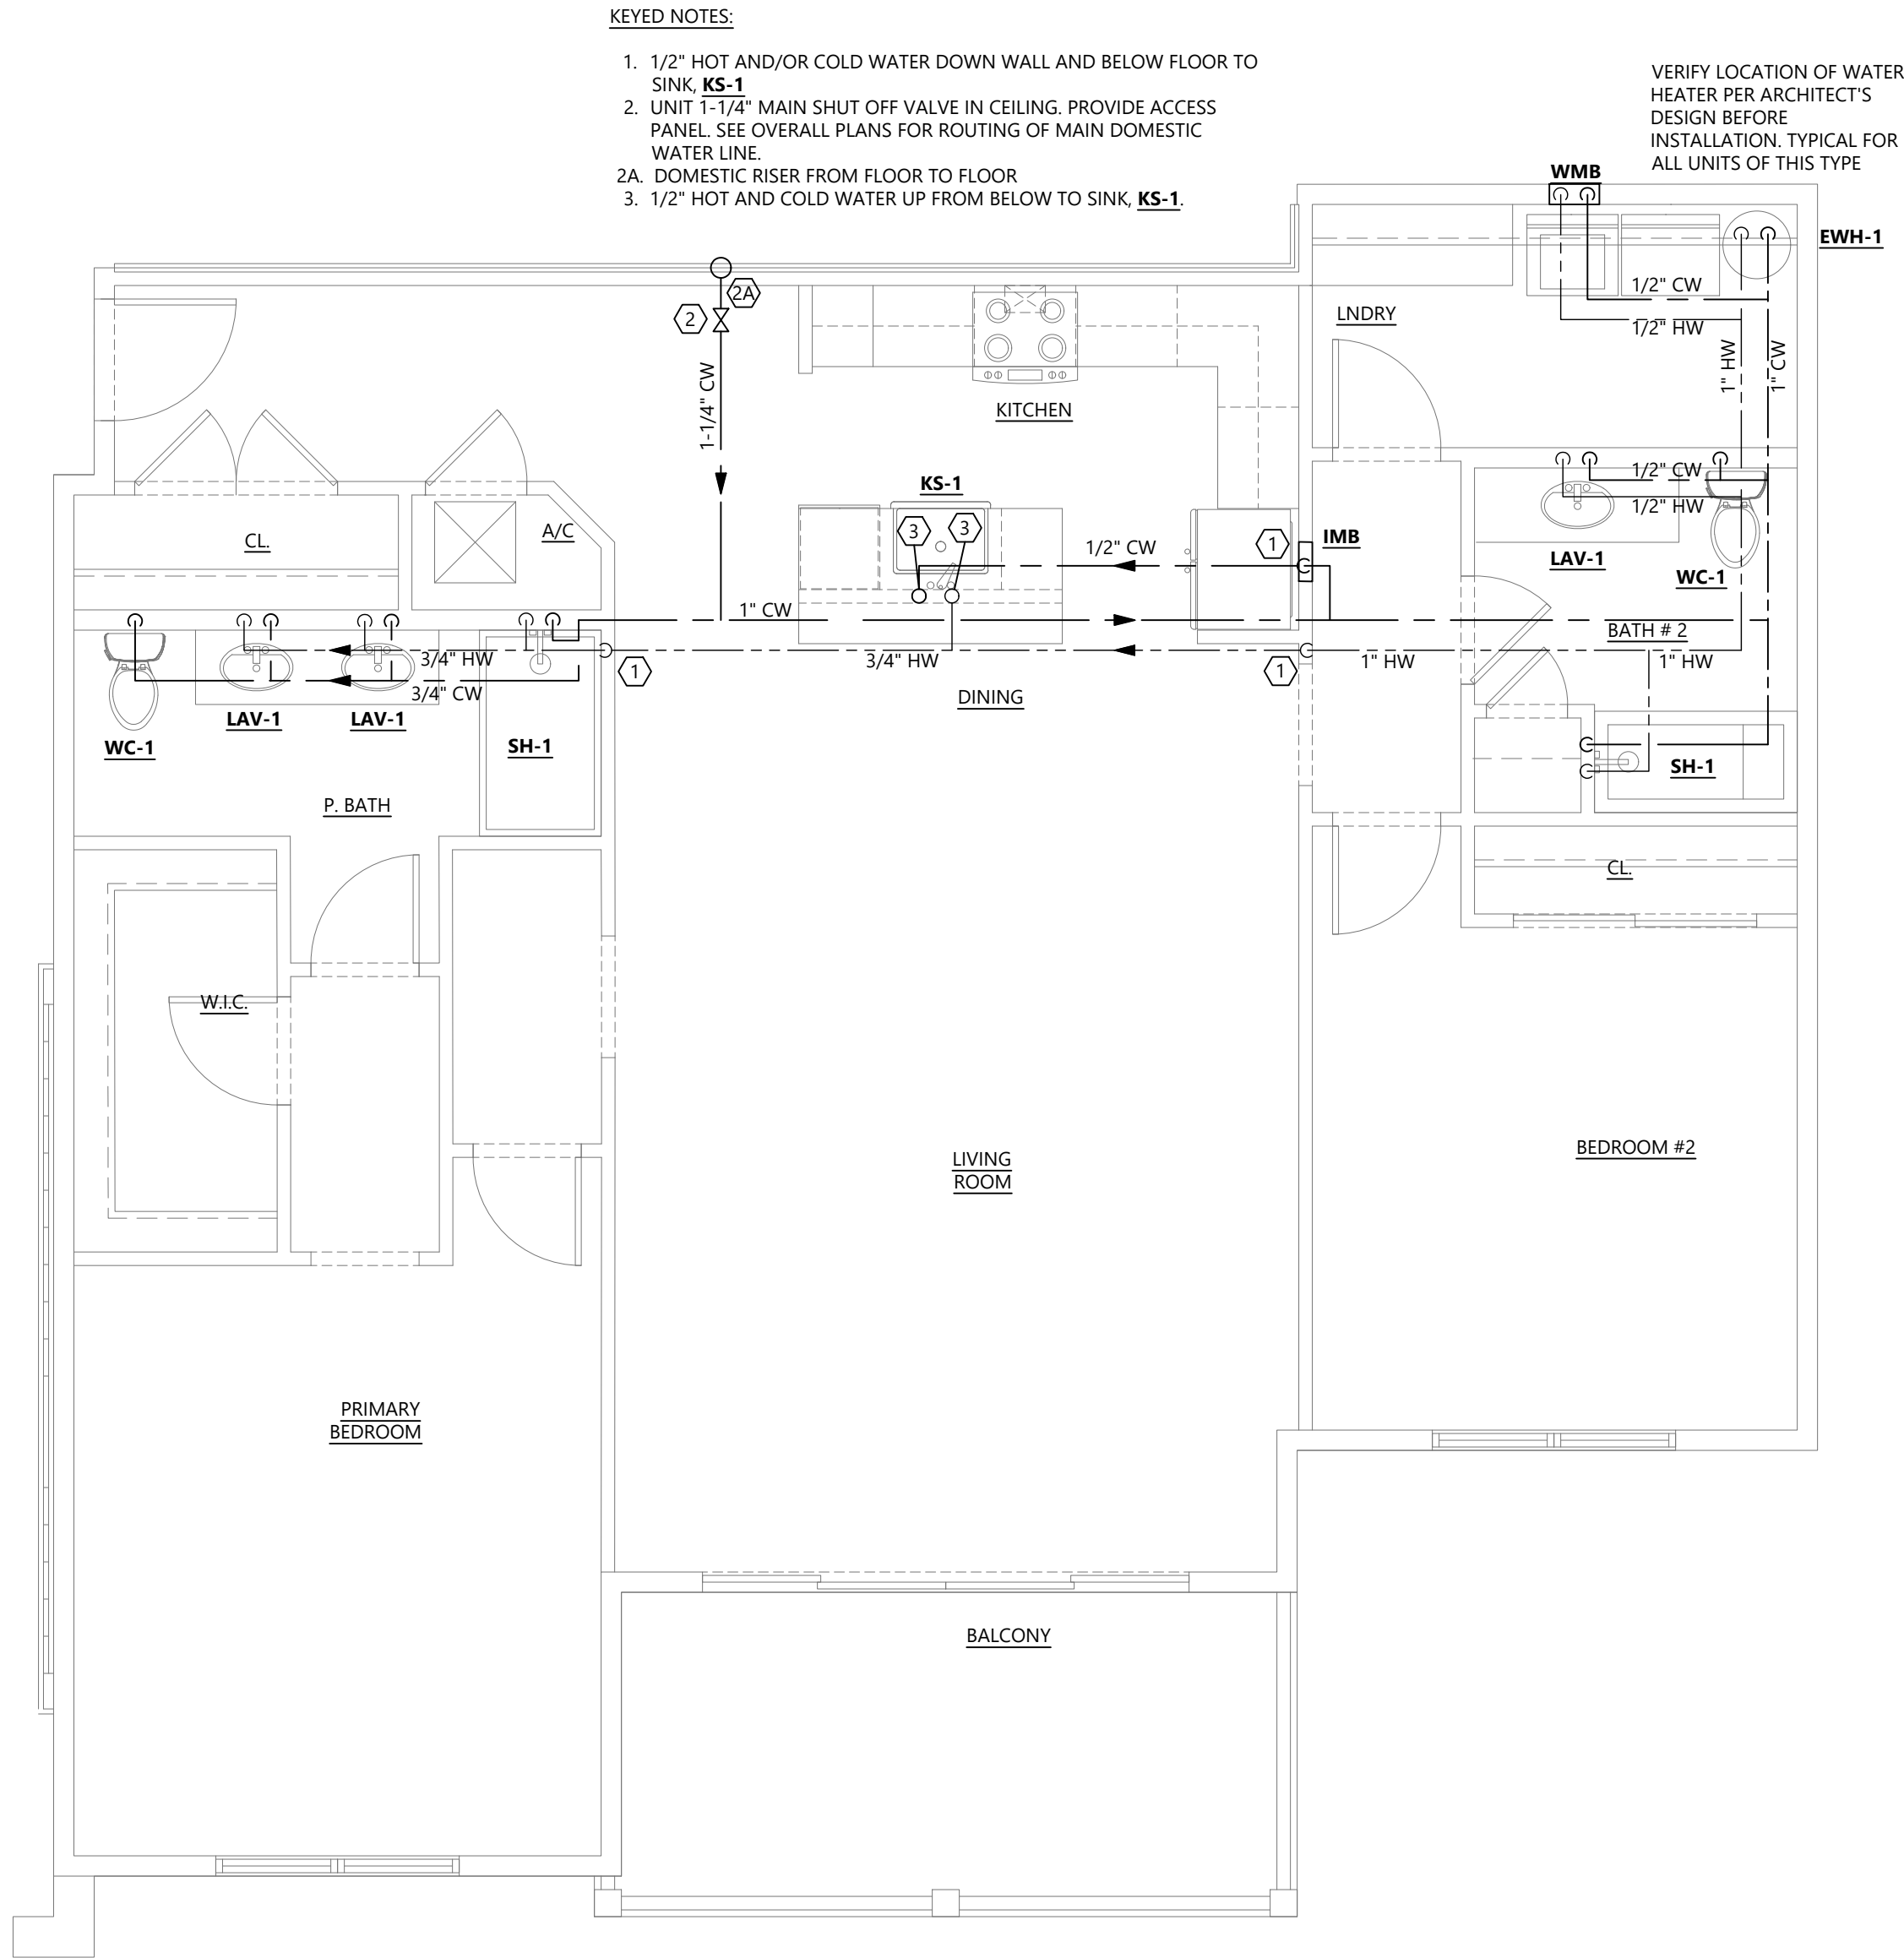 KEYED NOTES:
1. 1/2" HOT AND/OR COLD WATER DOWN WALL AND BELOW FLOOR TO
SINK, KS-1
2. UNIT 1-1/4" MAIN SHUT OFF VALVE IN CEILING. PROVIDE ACCESS
PANEL. SEE OVERALL PLANS FOR ROUTING OF MAIN DOMESTIC
WATER LINE.
2A. DOMESTIC RISER FROM FLOOR TO FLOOR
3. 1/2" HOT AND COLD WATER UP FROM BELOW TO SINK, KS-1.
VERIFY LOCATION OF WATER
HEATER PER ARCHITECT'S
DESIGN BEFORE
INSTALLATION. TYPICAL FOR
ALL UNITS OF THIS TYPE
WMB
EWH-1
2A
2
1/2" CW
LNDRY
1/2" HW
1-1/4" CW
1" HW
1" CW
KITCHEN
KS-1
1/2" CW
1/2" HW
CL.
A/C
3
3
1/2" CW
1
IMB
LAV-1
WC-1
1" CW
BATH # 2
3/4" HW
3/4" HW
1" HW
1" HW
1
1
3/4" CW
DINING
LAV-1
LAV-1
WC-1
SH-1
SH-1
P. BATH
CL.
W.I.C.
LIVING
ROOM
BEDROOM #2
PRIMARY
BEDROOM
BALCONY